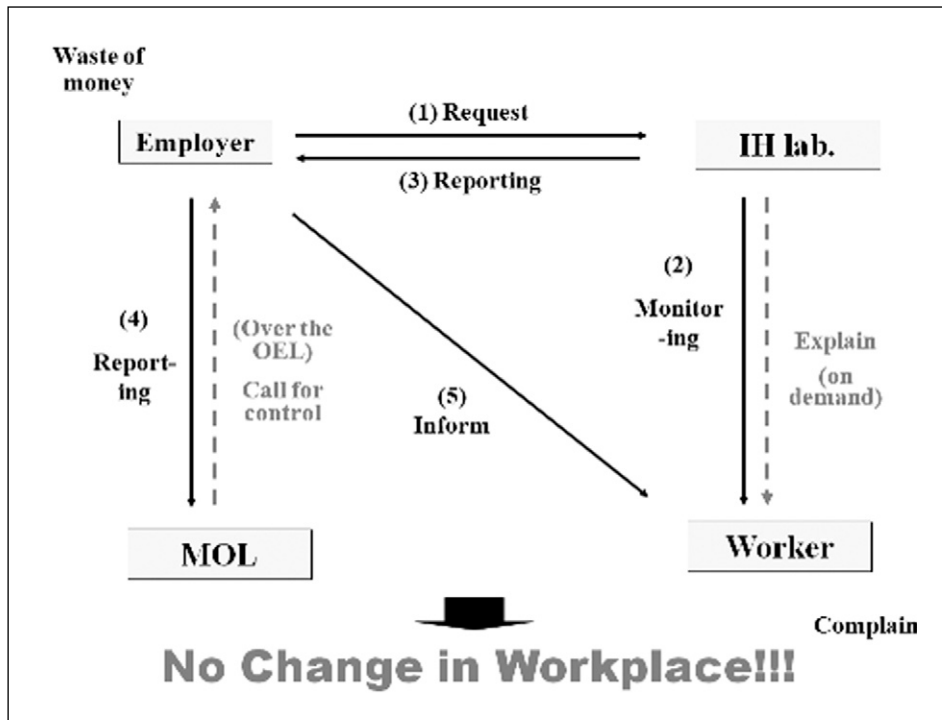 Waste of
money
(1) Request
Employer
IH lab.
(3) Reporting
(2)
Monitor
-ing
(4)
Report-
ing
(Over the
OEL)
Call for
control
Explain
(on
demand)
(5)
Inform
MOL
Worker
Complain
No Change in Workplace!!!